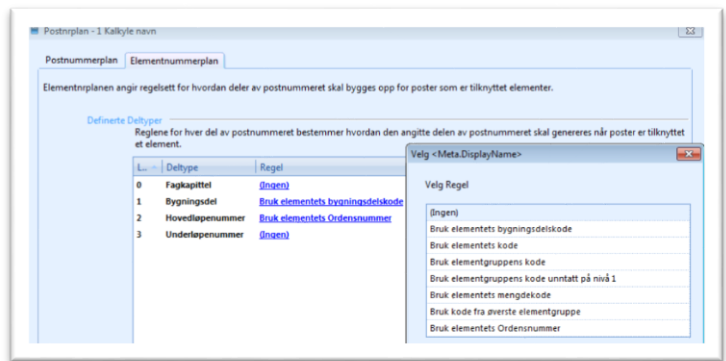 Postnrplan - 1 Kalkyle navn
Postnummerplan Elementnummerplan
Elementnrplanen angir regelsett for hvordan deler av postnummeret skal bygges opp for poster som er tilknyttet elementer.
Definerte Deltyper
Reglene for hver del av postnummeret bestemmer hvordan den angitte delen av postnummeret skal genereres når poster er tilknyttet
et element.
L... Deltype Regel
0 Fagkapittel (Ingen)
1 Bygningsdel Bruk elementets bygningsdelskode
2 Hovedløpenummer Bruk elementets Ordensnummer
3 Underløpenummer (Ingen)
Velg <Meta.DisplayName>
Velg Regel
(Ingen)
Bruk elementets bygningsdelskode
Bruk elementets kode
Bruk elementgruppens kode
Bruk elementgruppens kode unntatt på nivå 1
Bruk elementets mengdekode
Bruk kode fra øverste elementgruppe
Bruk elementets Ordensnummer